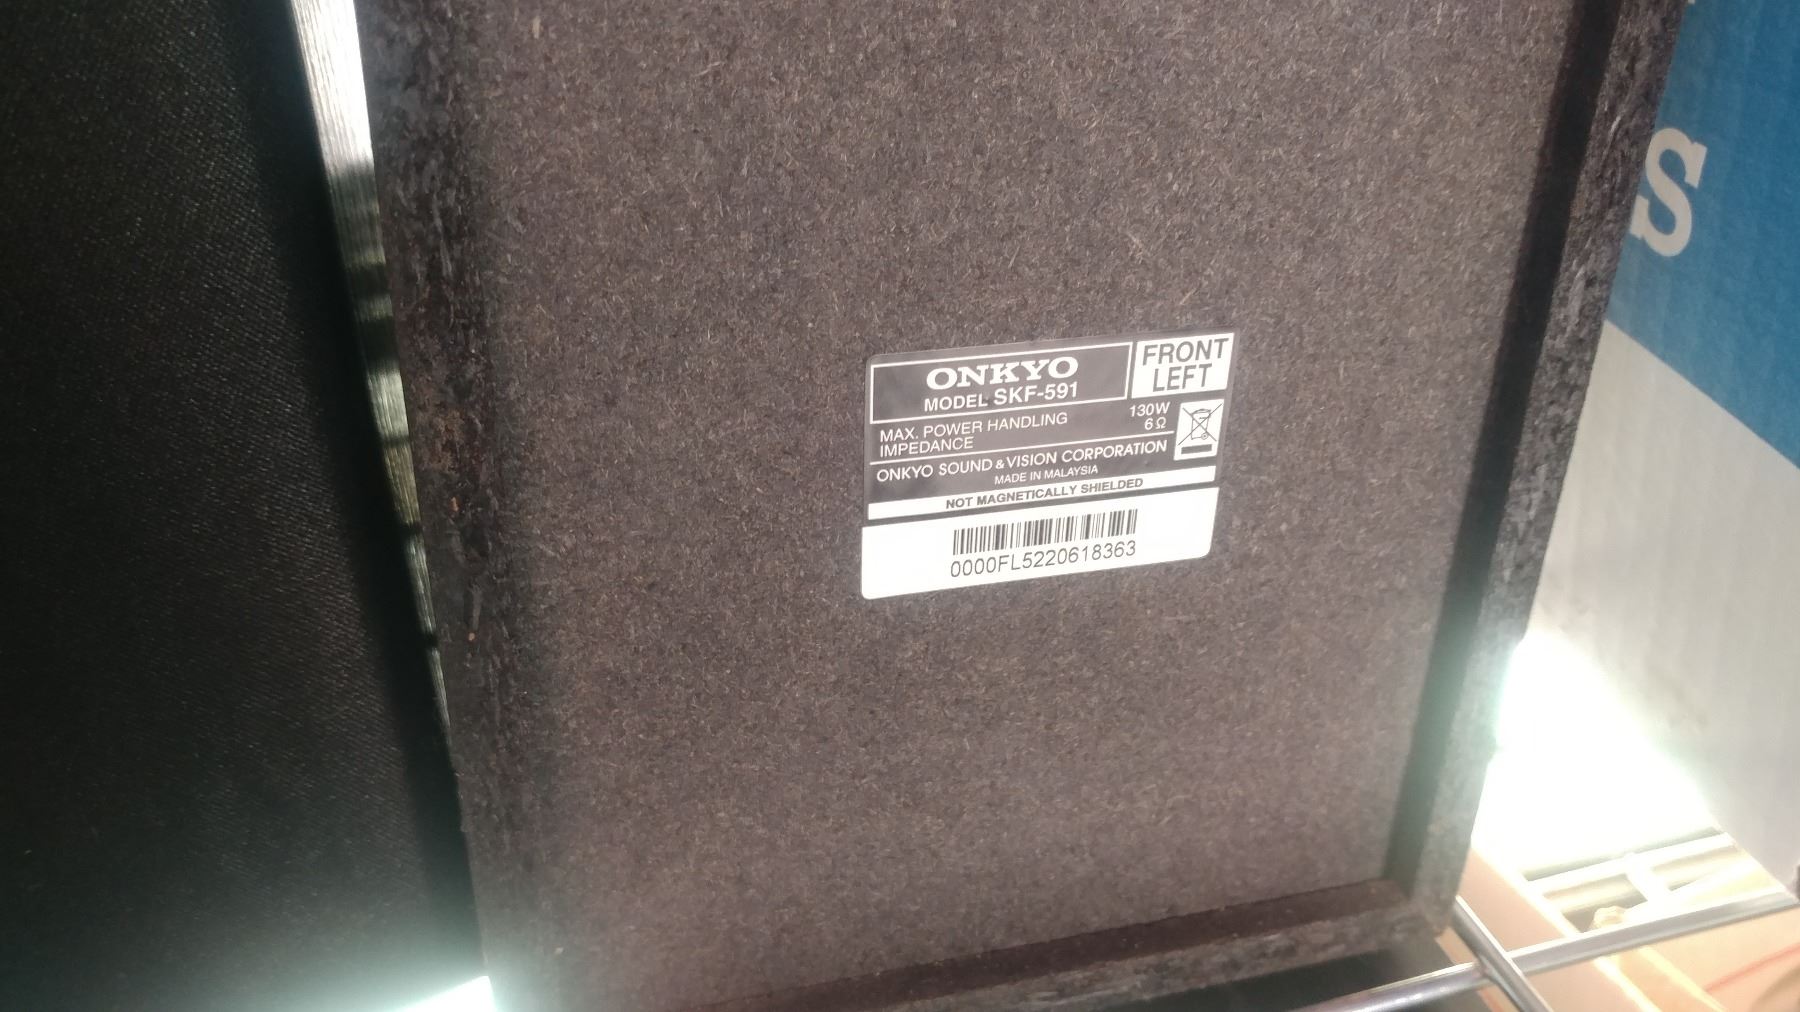 ONKYO
MODEL SKF-591
FRONT
LEFT
MAX. POWER HANDLING 130W
IMPEDANCE 6 Ω
ONKYO SOUND & VISION CORPORATION
MADE IN MALAYSIA
NOT MAGNETICALLY SHIELDED
0000FL5220618363
S